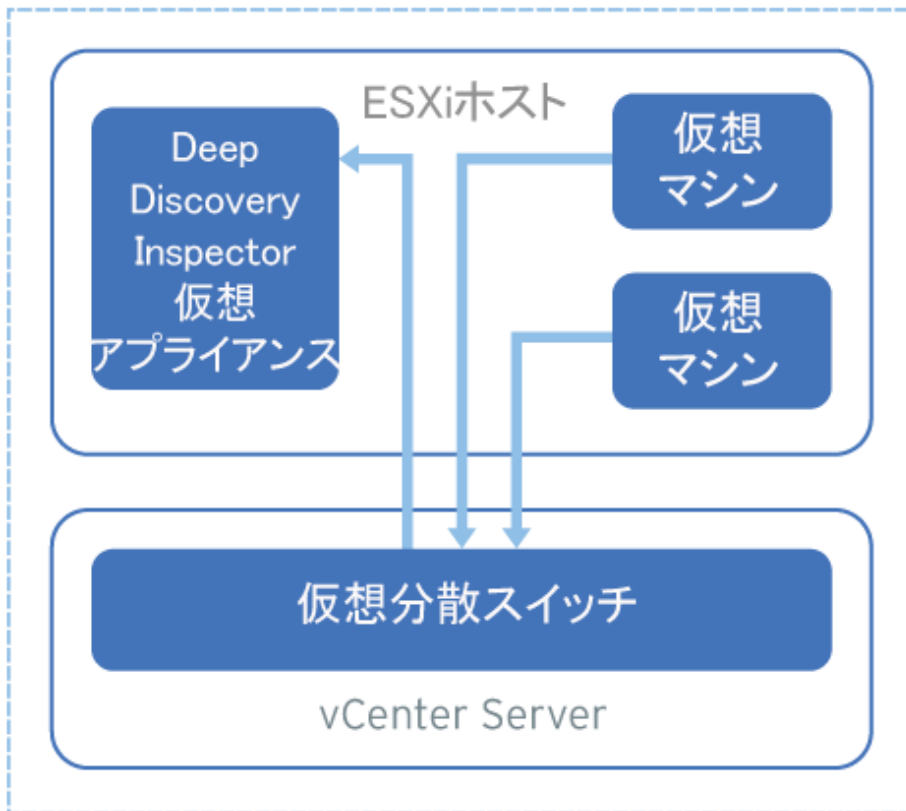 ESXiホスト
Deep
Discovery
Inspector
仮想
アプライアンス
仮想
マシン
仮想
マシン
仮想分散スイッチ
vCenter Server